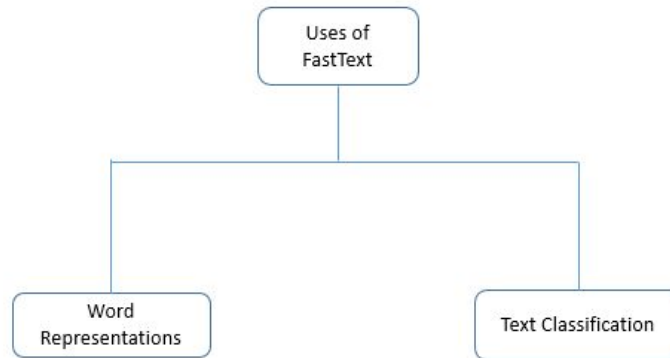 Uses of
FastText
Word
Representations
Text Classification